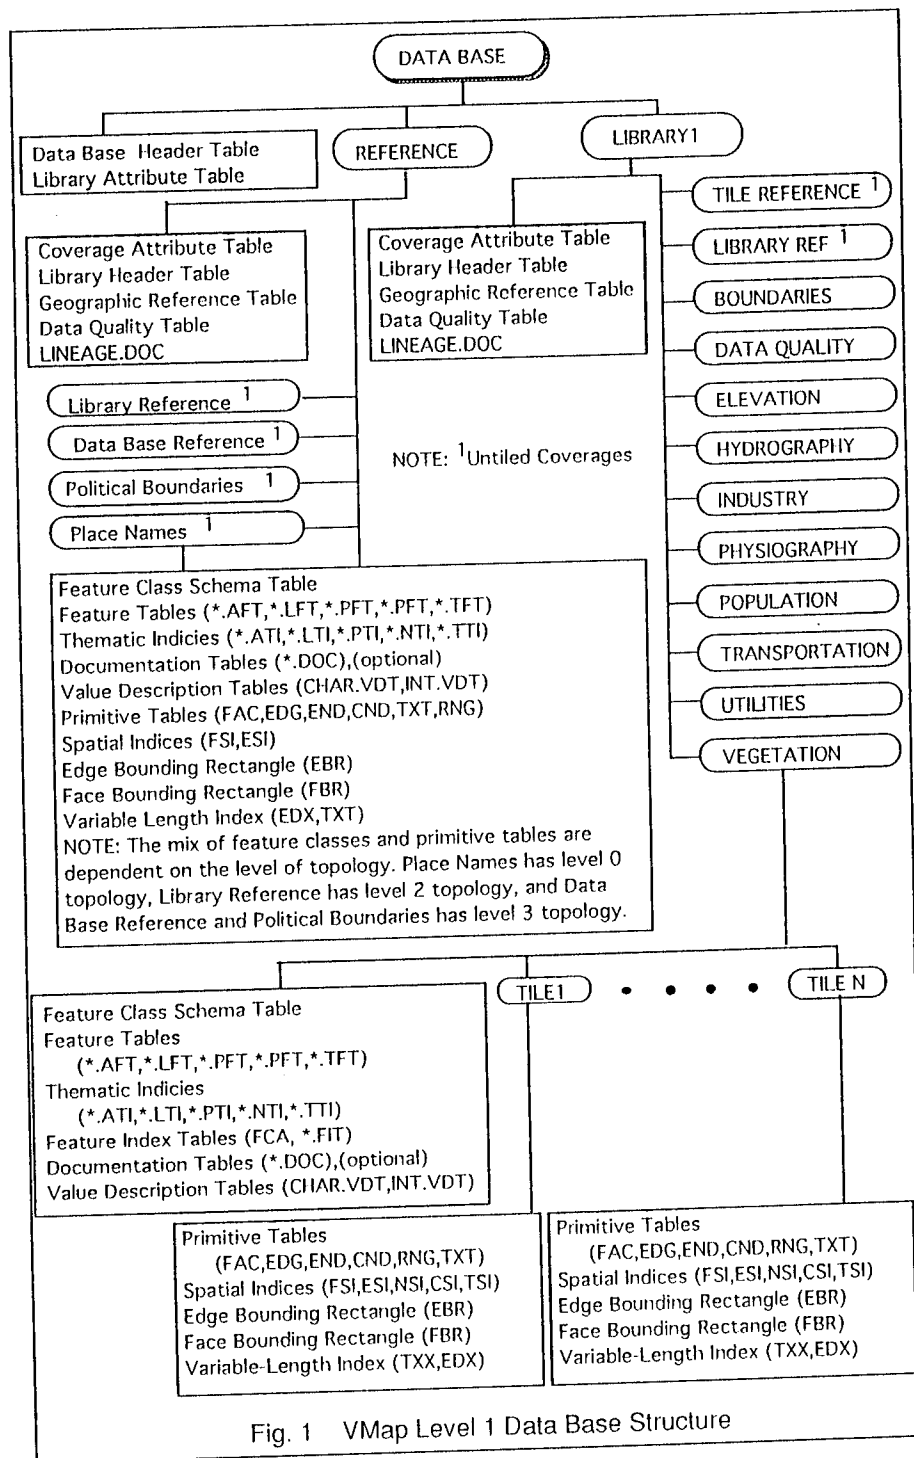 DATA BASE
Data Base Header Table
Library Attribute Table
REFERENCE
LIBRARY1
Coverage Attribute Table
Library Header Table
Geographic Reference Table
Data Quality Table
LINEAGE.DOC
Coverage Attribute Table
Library Header Table
Geographic Reference Table
Data Quality Table
LINEAGE.DOC
TILE REFERENCE 1
LIBRARY REF 1
BOUNDARIES
DATA QUALITY
ELEVATION
HYDROGRAPHY
INDUSTRY
PHYSIOGRAPHY
POPULATION
TRANSPORTATION
UTILITIES
VEGETATION
Library Reference 1
Data Base Reference 1
Political Boundaries 1
Place Names 1
NOTE: 1Untiled Coverages
Feature Class Schema Table
Feature Tables (*.AFT,*.LFT,*.PFT,*.PFT,*.TFT)
Thematic Indicies (*.ATI,*.LTI,*.PTI,*.NTI,*.TTI)
Documentation Tables (*.DOC),(optional)
Value Description Tables (CHAR.VDT,INT.VDT)
Primitive Tables (FAC,EDG,END,CND,TXT,RNG)
Spatial Indices (FSI,ESI)
Edge Bounding Rectangle (EBR)
Face Bounding Rectangle (FBR)
Variable Length Index (EDX,TXT)
NOTE: The mix of feature classes and primitive tables are
dependent on the level of topology. Place Names has level 0
topology, Library Reference has level 2 topology, and Data
Base Reference and Political Boundaries has level 3 topology.
TILE1
TILE N
Feature Class Schema Table
Feature Tables
(*.AFT,*.LFT,*.PFT,*.PFT,*.TFT)
Thematic Indicies
(*.ATI,*.LTI,*.PTI,*.NTI,*.TTI)
Feature Index Tables (FCA, *.FIT)
Documentation Tables (*.DOC),(optional)
Value Description Tables (CHAR.VDT,INT.VDT)
Primitive Tables
(FAC,EDG,END,CND,RNG,TXT)
Spatial Indices (FSI,ESI,NSI,CSI,TSI)
Edge Bounding Rectangle (EBR)
Face Bounding Rectangle (FBR)
Variable-Length Index (TXX,EDX)
Primitive Tables
(FAC,EDG,END,CND,RNG,TXT)
Spatial Indices (FSI,ESI,NSI,CSI,TSI)
Edge Bounding Rectangle (EBR)
Face Bounding Rectangle (FBR)
Variable-Length Index (TXX,EDX)
Fig. 1 VMap Level 1 Data Base Structure